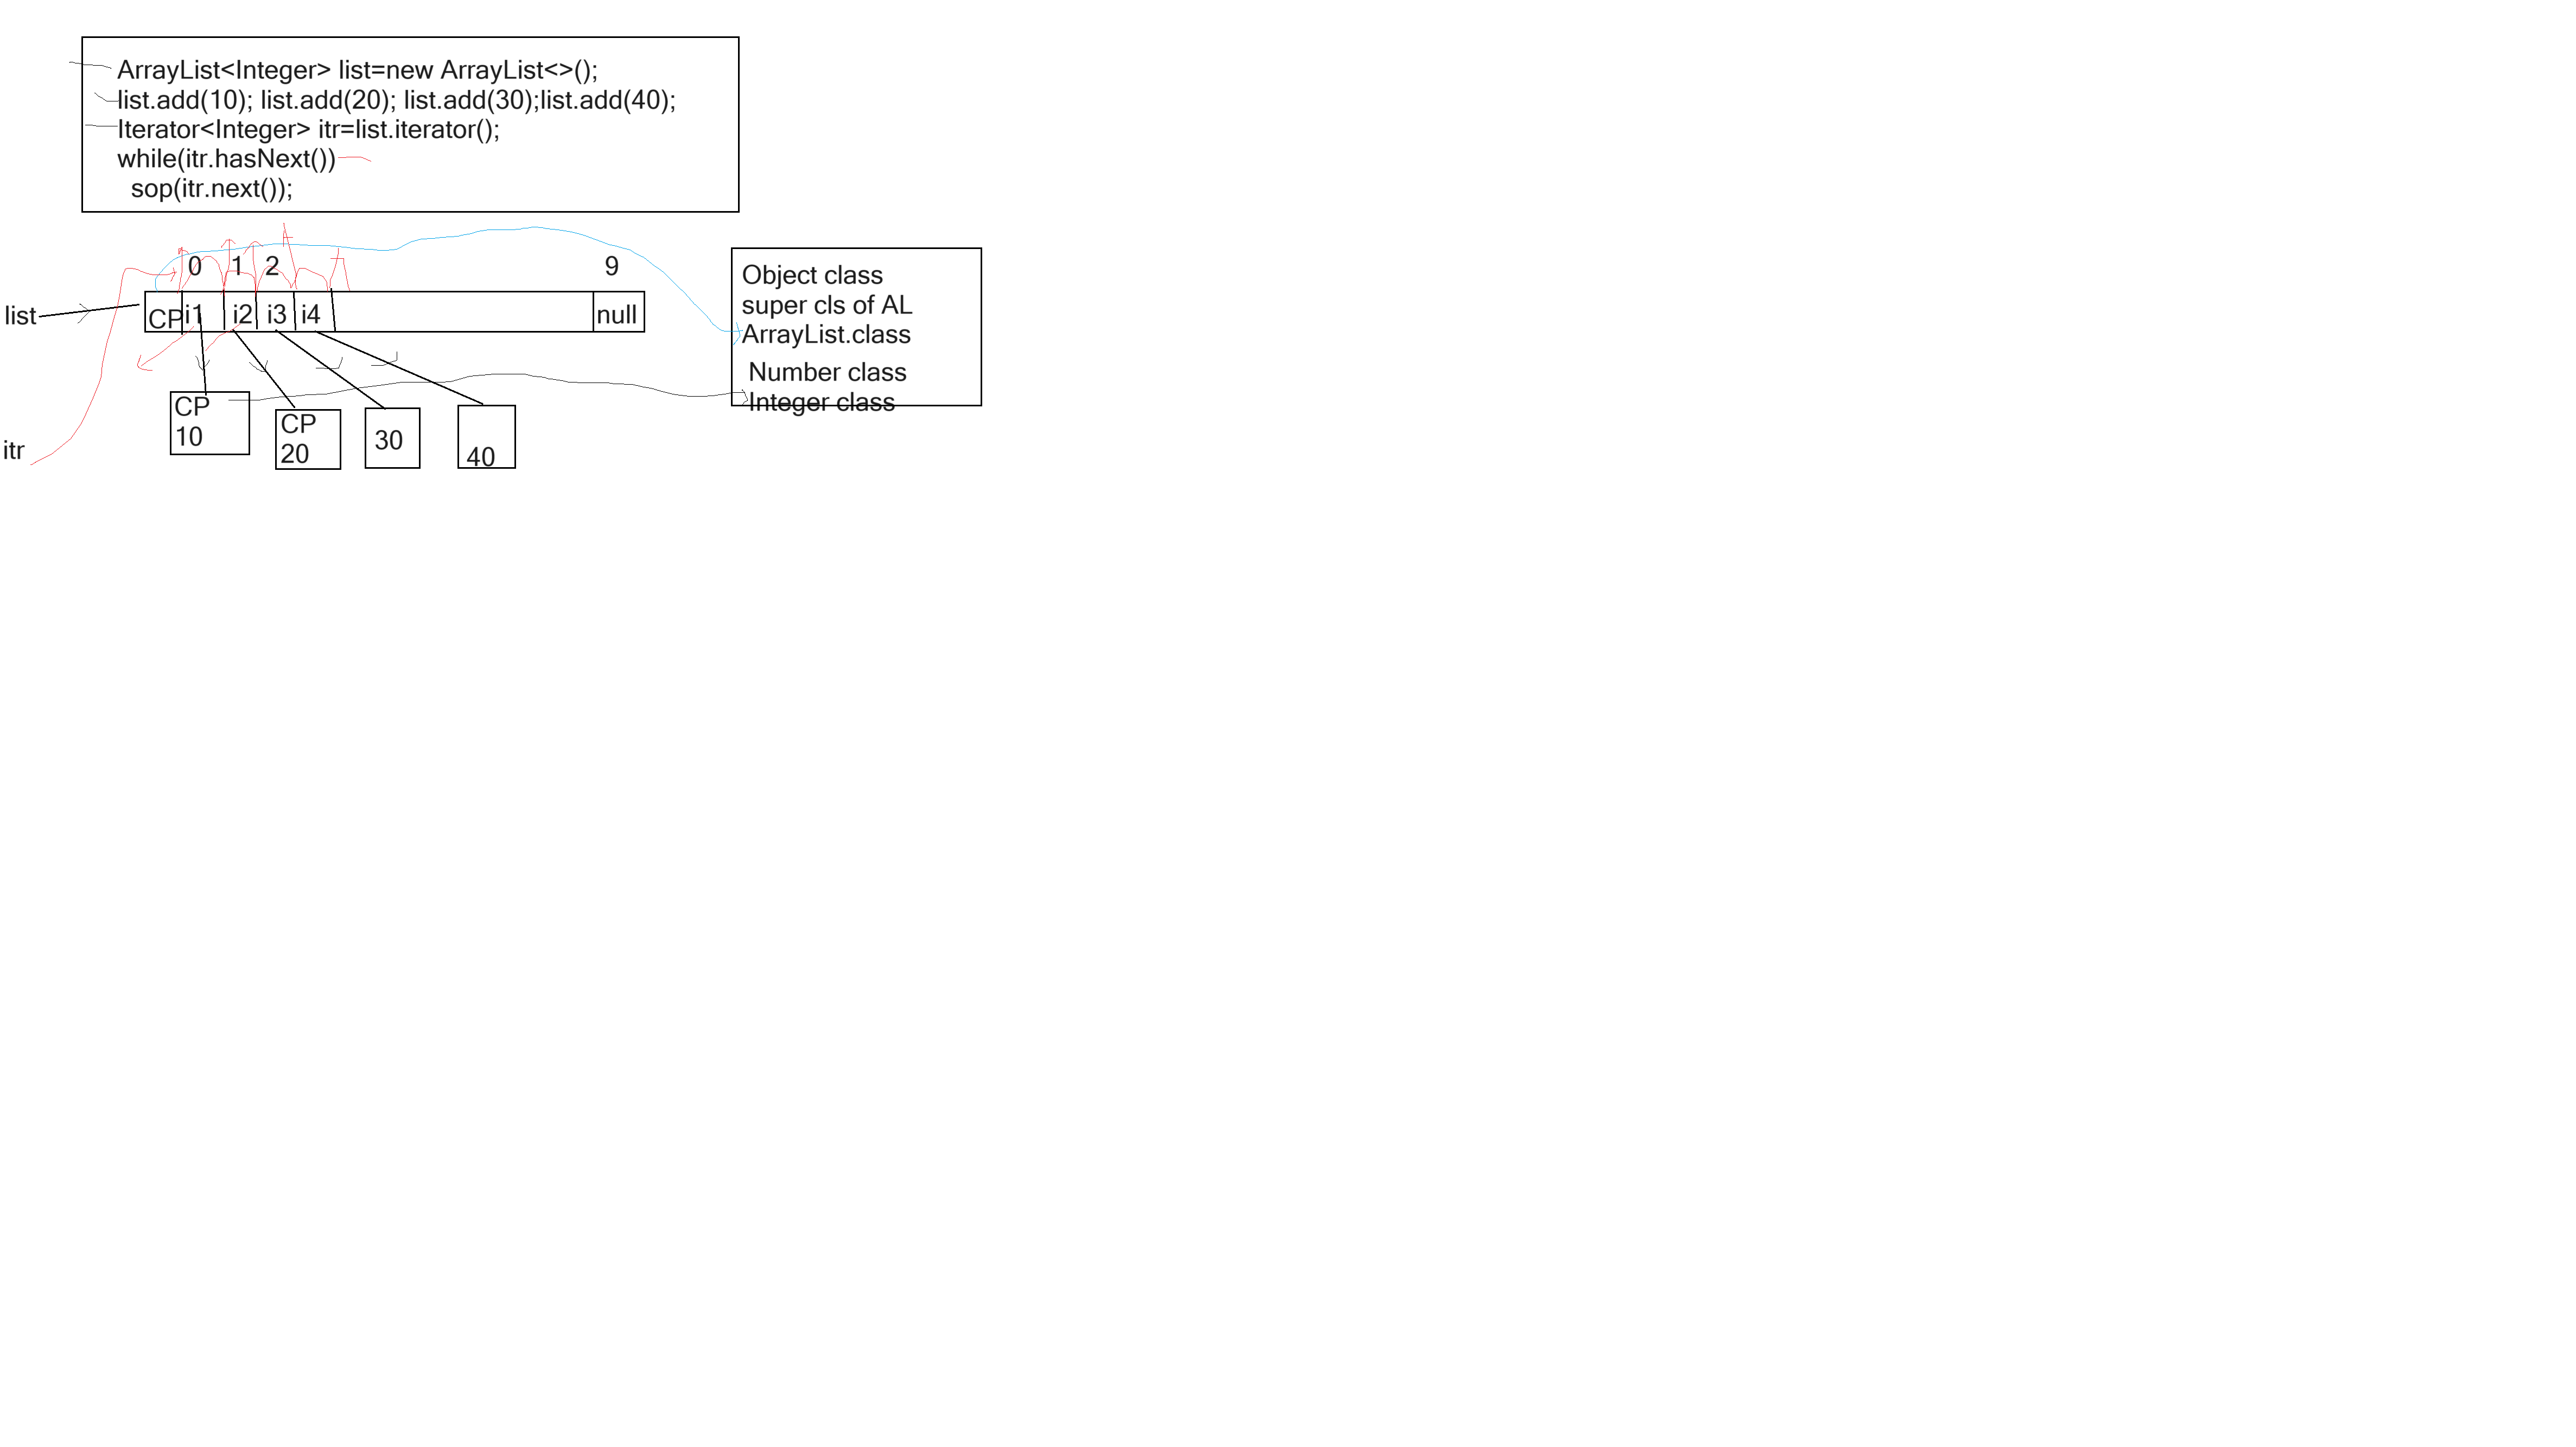 ArrayList<Integer> list=new ArrayList<>();
list.add(10); list.add(20); list.add(30);list.add(40);
Iterator<Integer> itr=list.iterator();
while(itr.hasNext())
sop(itr.next());
0 1 2 9
list
CP i1 i2 i3 i4 null
Object class
super cls of AL
ArrayList.class
Number class
Integer class
CP
10
CP
20
30
40
itr